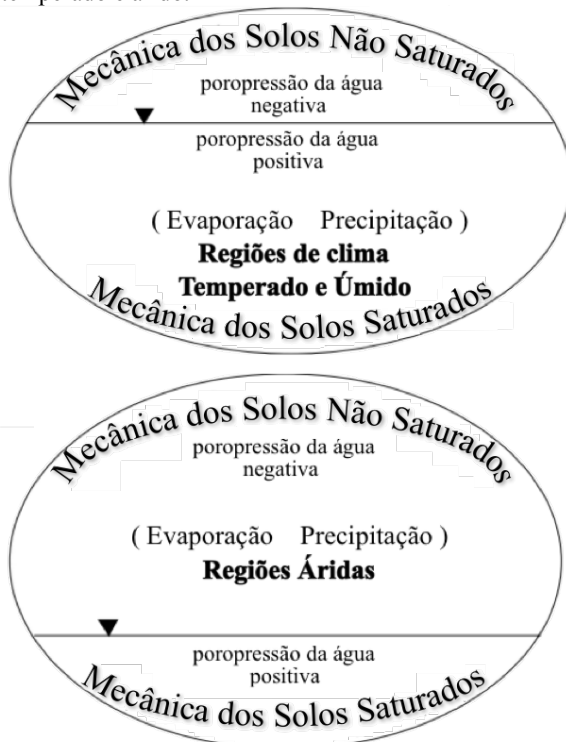 Mecânica dos Solos Não Saturados
poropressão da água
negativa
poropressão da água
positiva
( Evaporação Precipitação )
Regiões de clima
Temperado e Úmido
Mecânica dos Solos Saturados
Mecânica dos Solos Não Saturados
poropressão da água
negativa
( Evaporação Precipitação )
Regiões Áridas
poropressão da água
positiva
Mecânica dos Solos Saturados